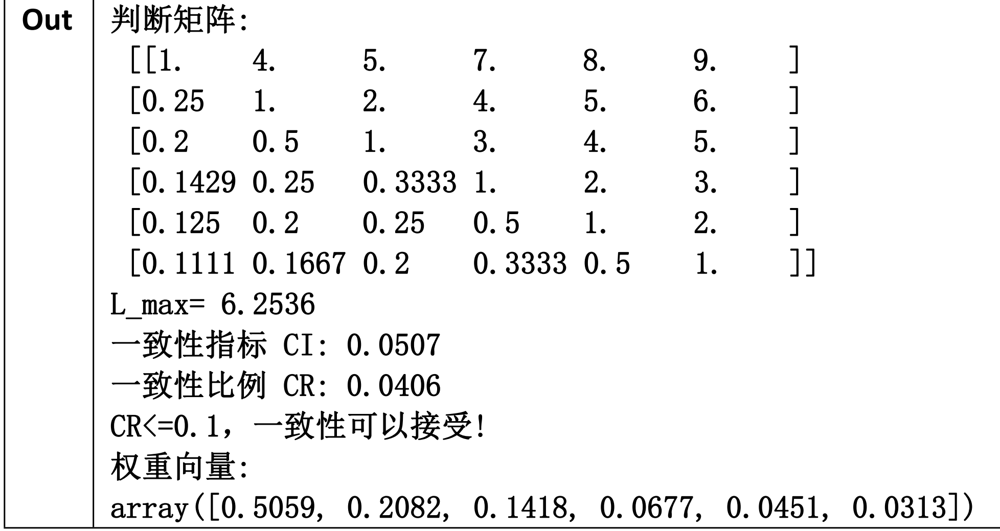 Out
判断矩阵:
[[1. 4. 5. 7. 8. 9. ]
[0.25 1. 2. 4. 5. 6. ]
[0.2 0.5 1. 3. 4. 5. ]
[0.1429 0.25 0.3333 1. 2. 3. ]
[0.125 0.2 0.25 0.5 1. 2. ]
[0.1111 0.1667 0.2 0.3333 0.5 1. ]]
L_max= 6.2536
一致性指标 CI: 0.0507
一致性比例 CR: 0.0406
CR<=0.1，一致性可以接受!
权重向量:
array([0.5059, 0.2082, 0.1418, 0.0677, 0.0451, 0.0313])